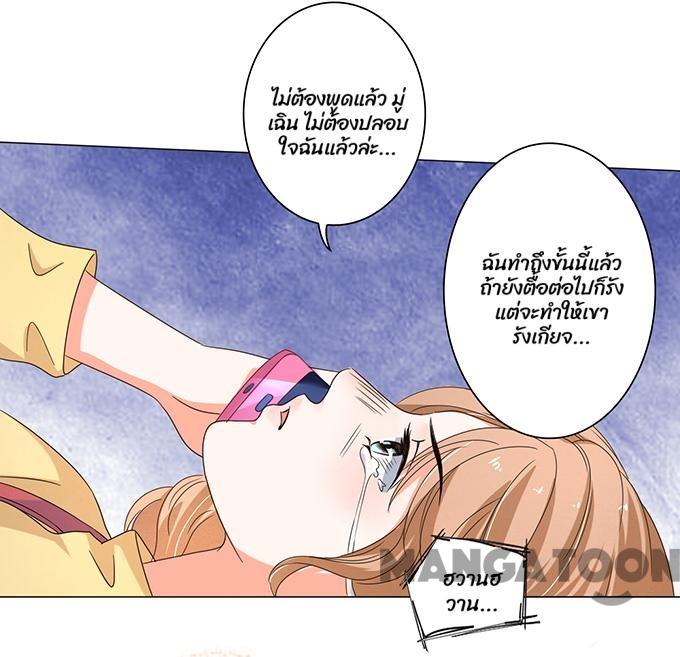 ไม่ต้องพูดแล้ว มู่
เฉิน ไม่ต้องปลอบ
ใจฉันแล้วล่ะ...
ฉันทำถึงขั้นนี้แล้ว
ถ้ายังตื้อต่อไปก็รัง
แต่จะทำให้เขา
รังเกียจ...
ฮวานฮ
วาน...
MANGATOON